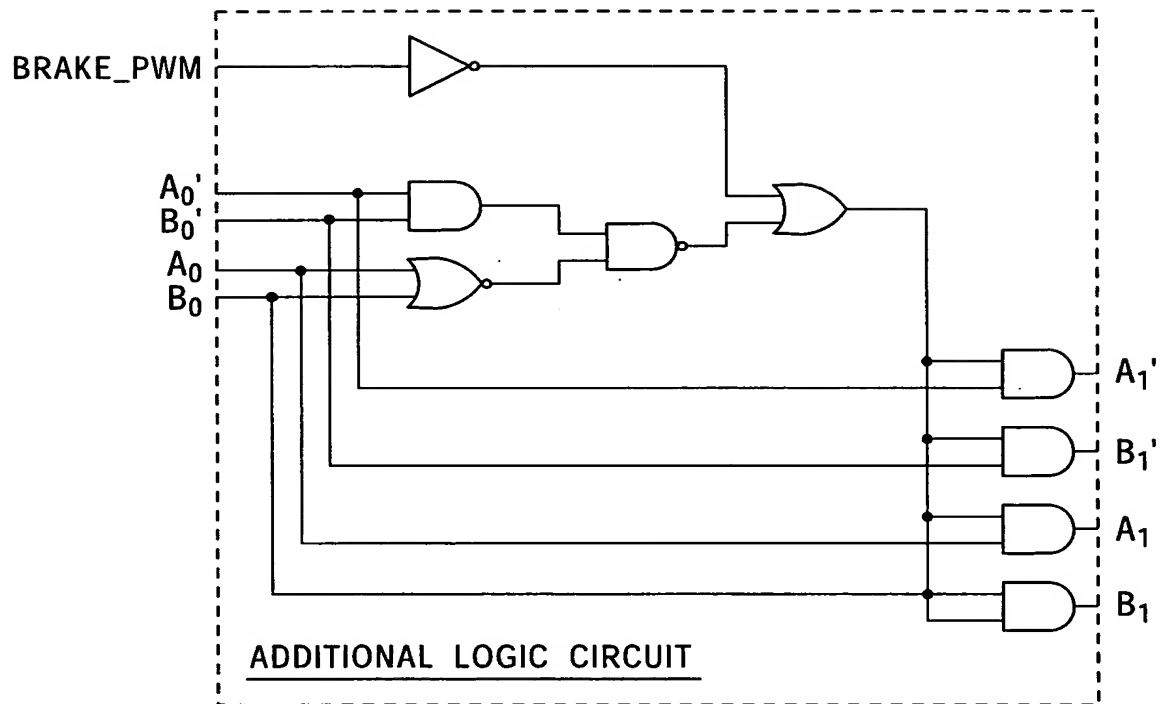 BRAKE_PWM
A₀'
B₀'
A₀
B₀
A₁'
B₁'
A₁
B₁
ADDITIONAL LOGIC CIRCUIT